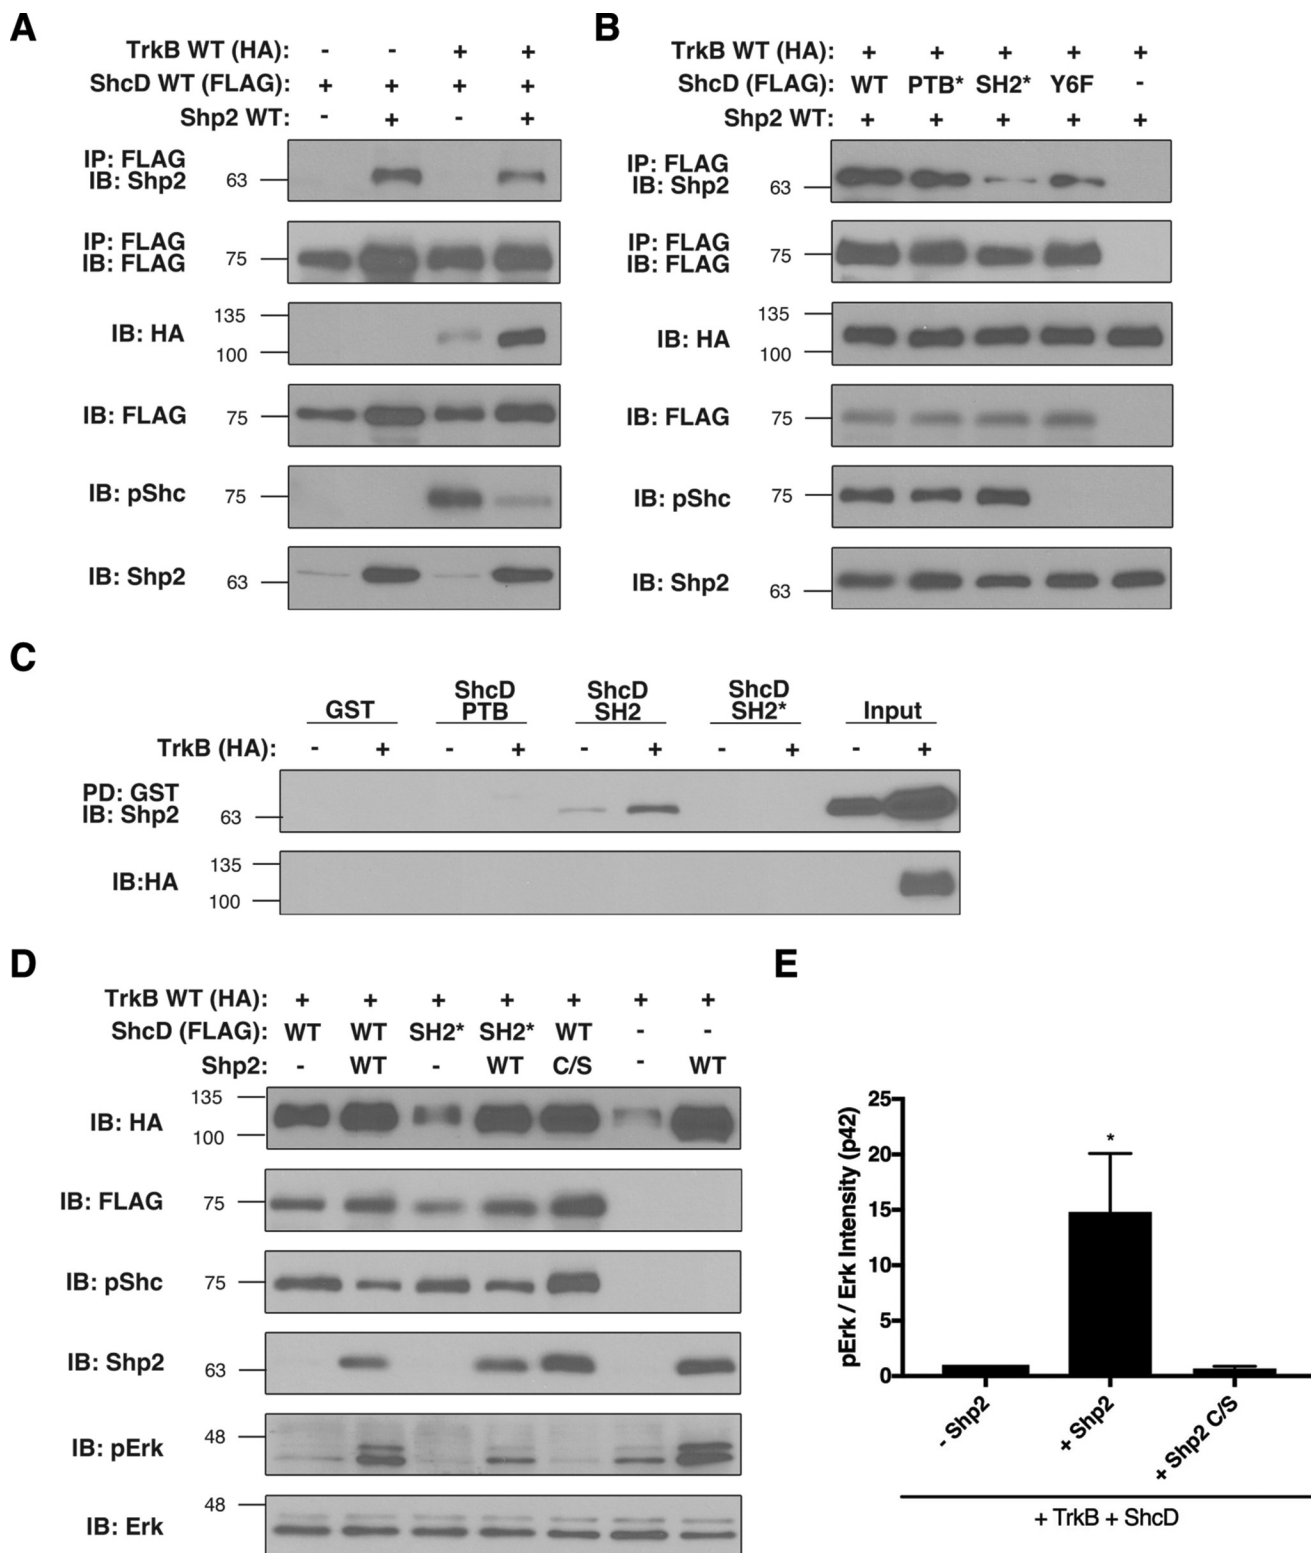 A
TrkB WT (HA): - - + +
ShcD WT (FLAG): + + + +
Shp2 WT: - + - +
IP: FLAG
IB: Shp2 63
IP: FLAG
IB: FLAG 75
135
IB: HA
100
IB: FLAG 75
IB: pShc 75
IB: Shp2 63
B
TrkB WT (HA): + + + + +
ShcD (FLAG): WT PTB* SH2* Y6F -
Shp2 WT: + + + + +
IP: FLAG
IB: Shp2 63
IP: FLAG
IB: FLAG 75
135
IB: HA
100
IB: FLAG 75
IB: pShc 75
IB: Shp2 63
C
GST ShcD PTB ShcD SH2 ShcD SH2* Input
TrkB (HA): - + - + - + - + - +
PD: GST
IB: Shp2 63
135
IB:HA
100
D
TrkB WT (HA): + + + + + + +
ShcD (FLAG): WT WT SH2* SH2* WT - -
Shp2: - WT - WT C/S - WT
135
IB: HA
100
IB: FLAG 75
IB: pShc 75
IB: Shp2 63
48
IB: pErk
48
IB: Erk
E
pErk / Erk Intensity (p42)
25
20
15
10
5
0
*
- Shp2
+ Shp2
+ Shp2 C/S
+ TrkB + ShcD